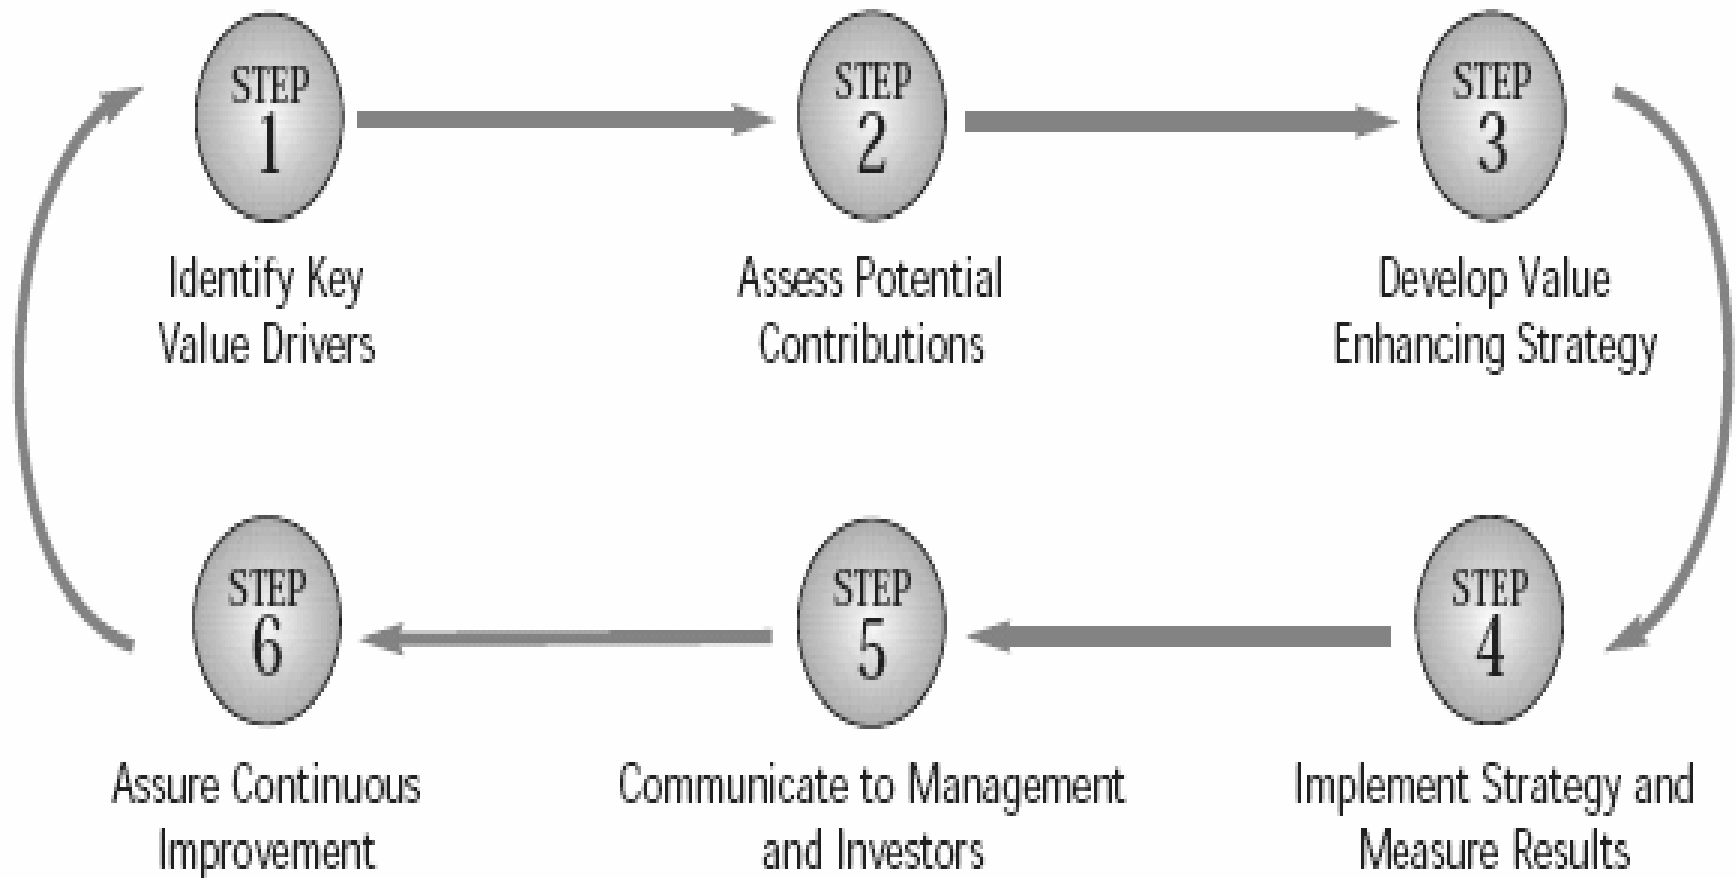 STEP
1
Identify Key
Value Drivers
STEP
2
Assess Potential
Contributions
STEP
3
Develop Value
Enhancing Strategy
STEP
4
Implement Strategy and
Measure Results
STEP
5
Communicate to Management
and Investors
STEP
6
Assure Continuous
Improvement